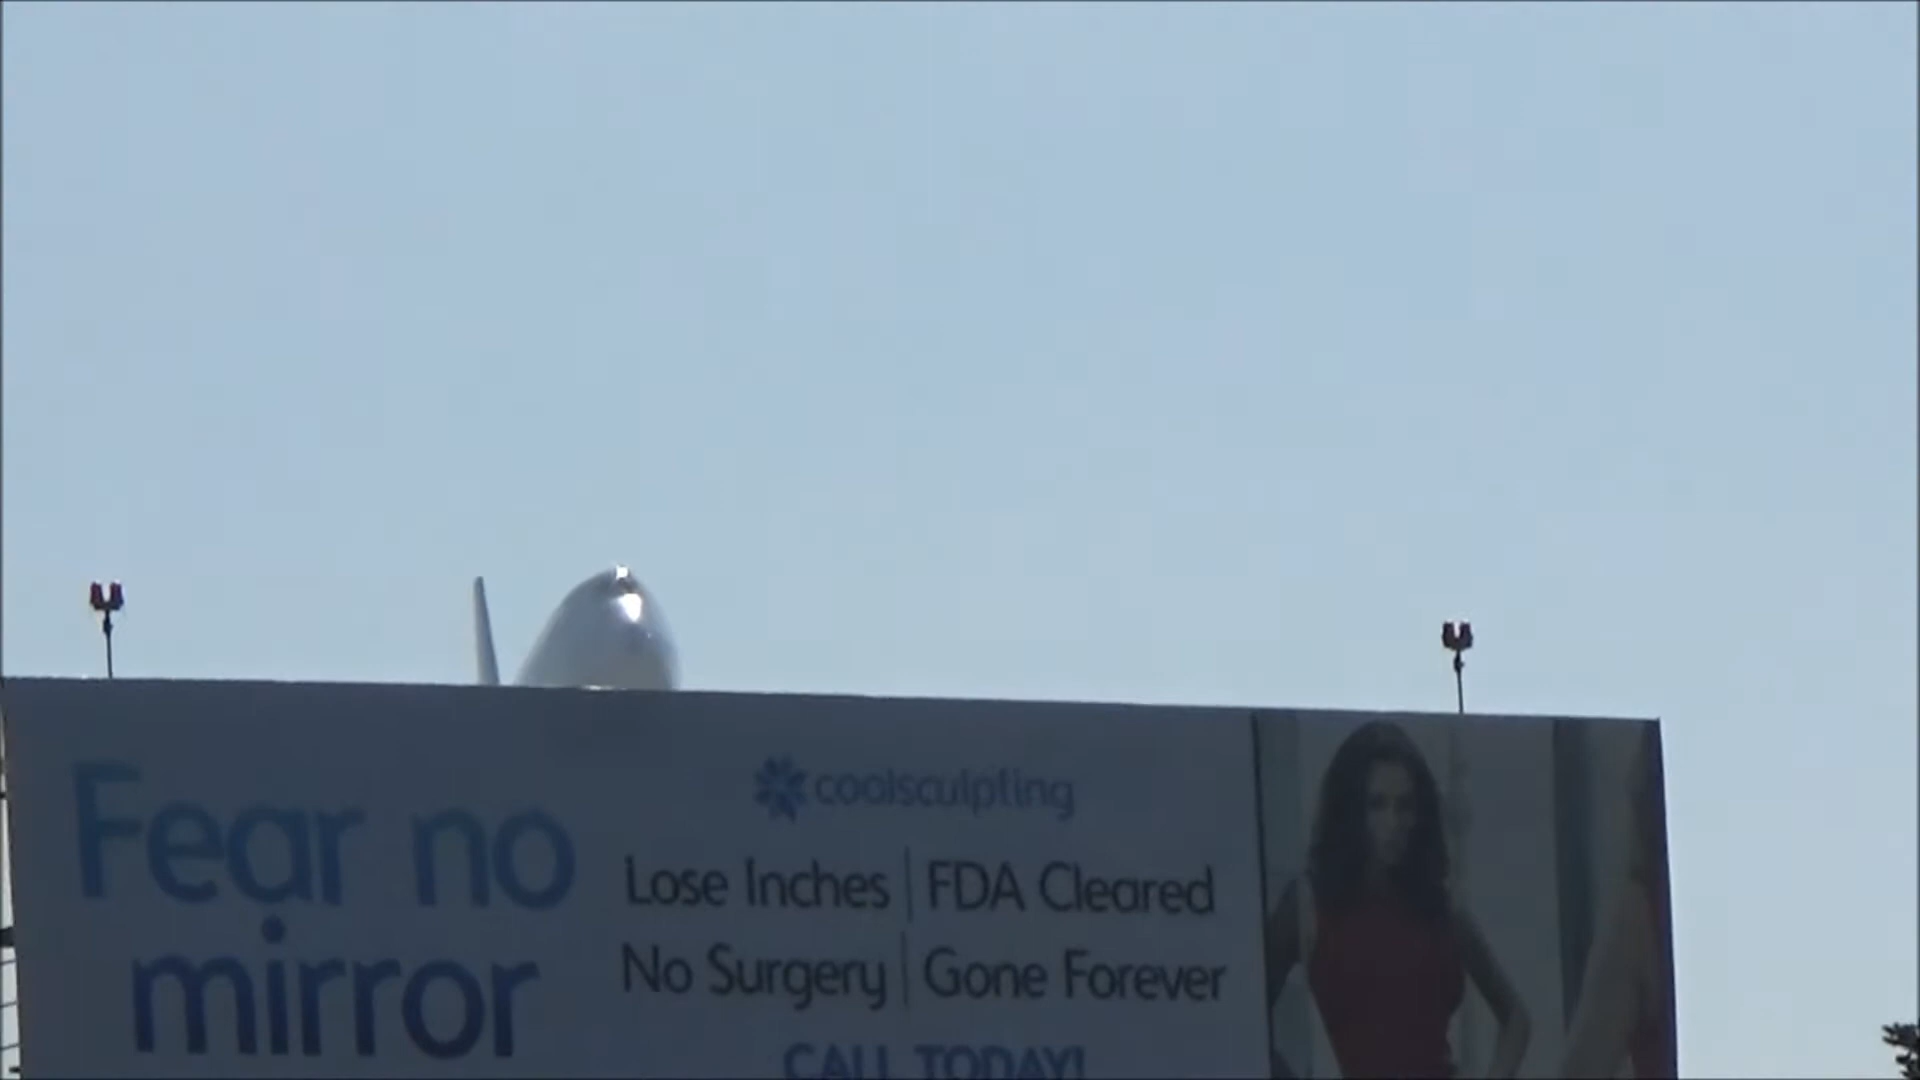 Fear no
mirror
coolsculpting
Lose Inches | FDA Cleared
No Surgery | Gone Forever
CALL TODAY!